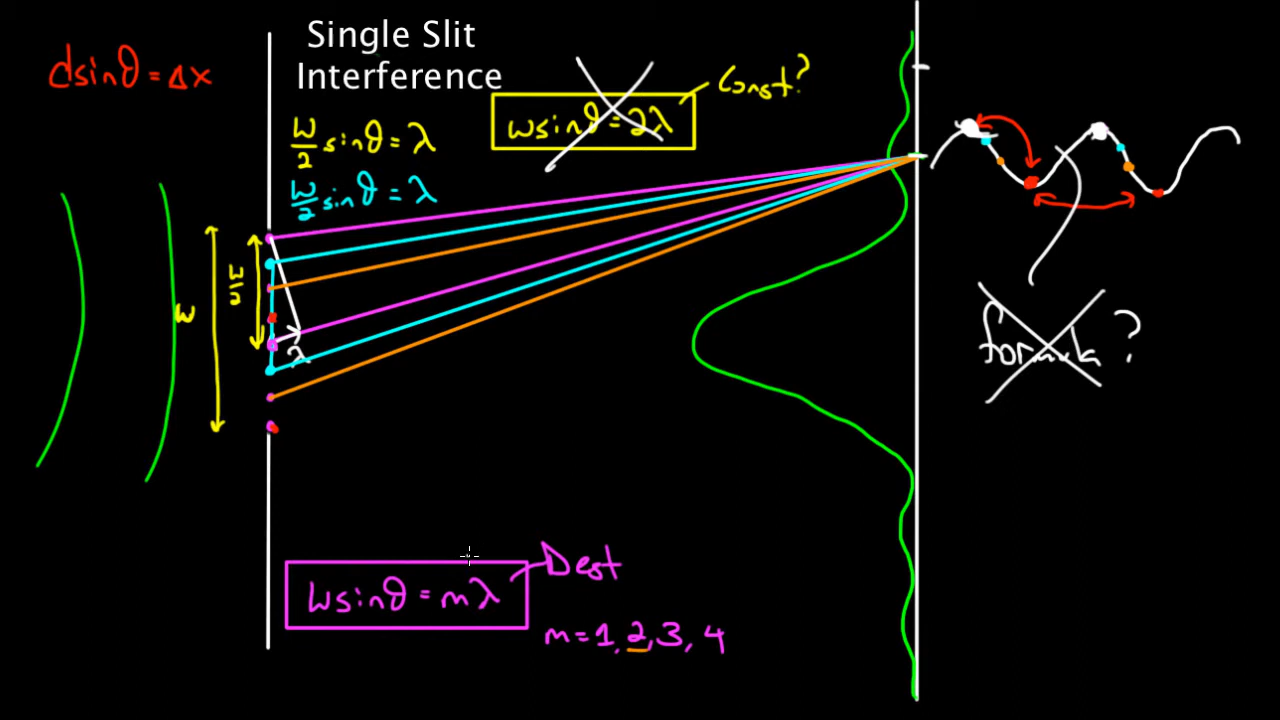 Single Slit
Interference
dsinθ = Δx
w/2 sinθ = λ
w/2 sinθ = λ
wsinθ = 2λ
Const?
w
w/2
λ
formula?
wsinθ = mλ
Dest
m = 1, 2, 3, 4